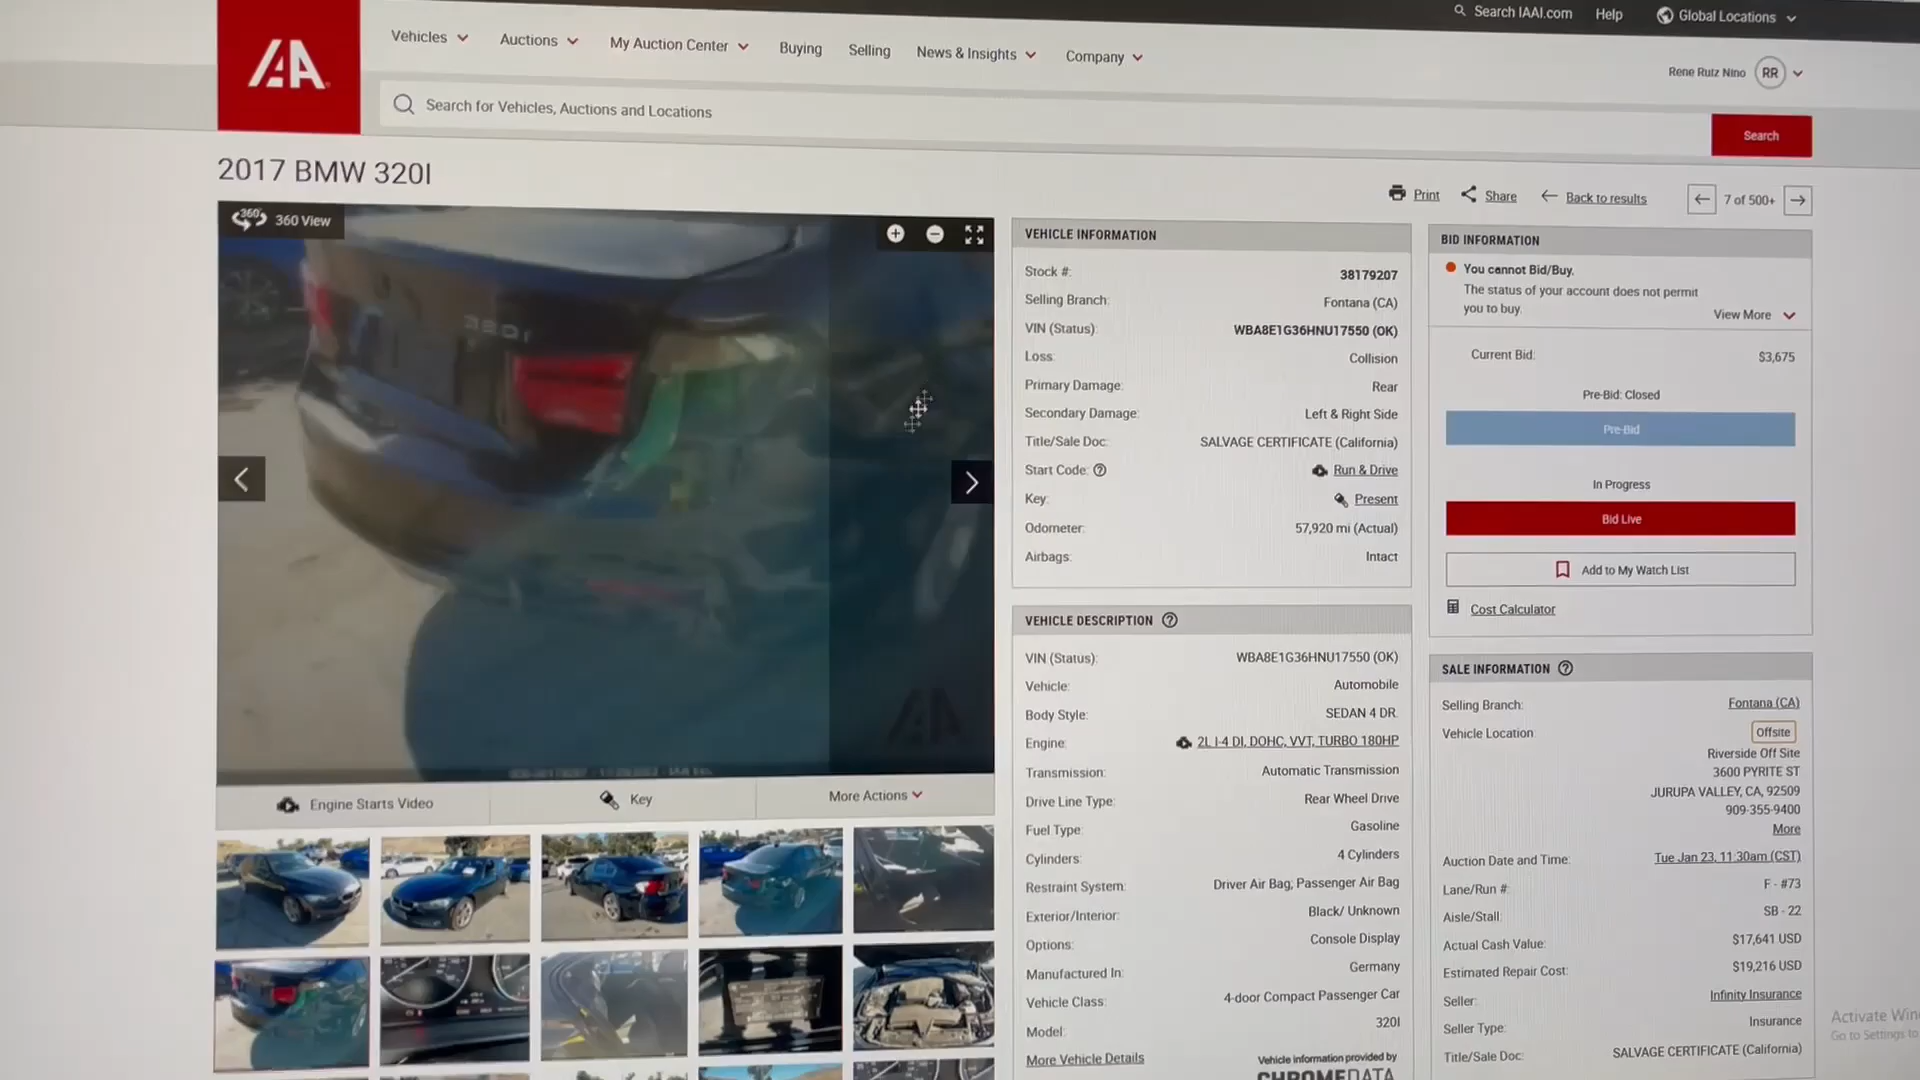 Search IAAI.com Help Global Locations
IAA Vehicles Auctions My Auction Center Buying Selling News & Insights Company
Rene Ruiz Nino RR
Search for Vehicles, Auctions and Locations
Search
2017 BMW 320I
Print Share Back to results 7 of 500+
360° 360 View
VEHICLE INFORMATION
Stock #: 38179207
Selling Branch: Fontana (CA)
VIN (Status): WBA8E1G36HNU17550 (OK)
Loss: Collision
Primary Damage: Rear
Secondary Damage: Left & Right Side
Title/Sale Doc: SALVAGE CERTIFICATE (California)
Start Code: Run & Drive
Key: Present
Odometer: 57,920 mi (Actual)
Airbags: Intact
BID INFORMATION
You cannot Bid/Buy.
The status of your account does not permit
you to buy.
View More
Current Bid: $3,675
Pre-Bid: Closed
Pre-Bid
In Progress
Bid Live
Add to My Watch List
Cost Calculator
Engine Starts Video Key More Actions
VEHICLE DESCRIPTION
VIN (Status): WBA8E1G36HNU17550 (OK)
Vehicle: Automobile
Body Style: SEDAN 4 DR.
Engine: 2L I-4 DI, DOHC, VVT, TURBO 180HP
Transmission: Automatic Transmission
Drive Line Type: Rear Wheel Drive
Fuel Type: Gasoline
Cylinders: 4 Cylinders
Restraint System: Driver Air Bag, Passenger Air Bag
Exterior/Interior: Black/ Unknown
Options: Console Display
Manufactured In: Germany
Vehicle Class: 4-door Compact Passenger Car
Model: 320I
More Vehicle Details
Vehicle information provided by
CHROMEDATA
SALE INFORMATION
Selling Branch: Fontana (CA)
Vehicle Location Offsite
Riverside Off Site
3600 PYRITE ST
JURUPA VALLEY, CA, 92509
909-355-9400
More
Auction Date and Time: Tue Jan 23, 11:30am (CST)
Lane/Run #: F - #73
Aisle/Stall: SB - 22
Actual Cash Value: $17,641 USD
Estimated Repair Cost: $19,216 USD
Seller: Infinity Insurance
Seller Type: Insurance
Title/Sale Doc: SALVAGE CERTIFICATE (California)
Activate Win
Go to Settings to